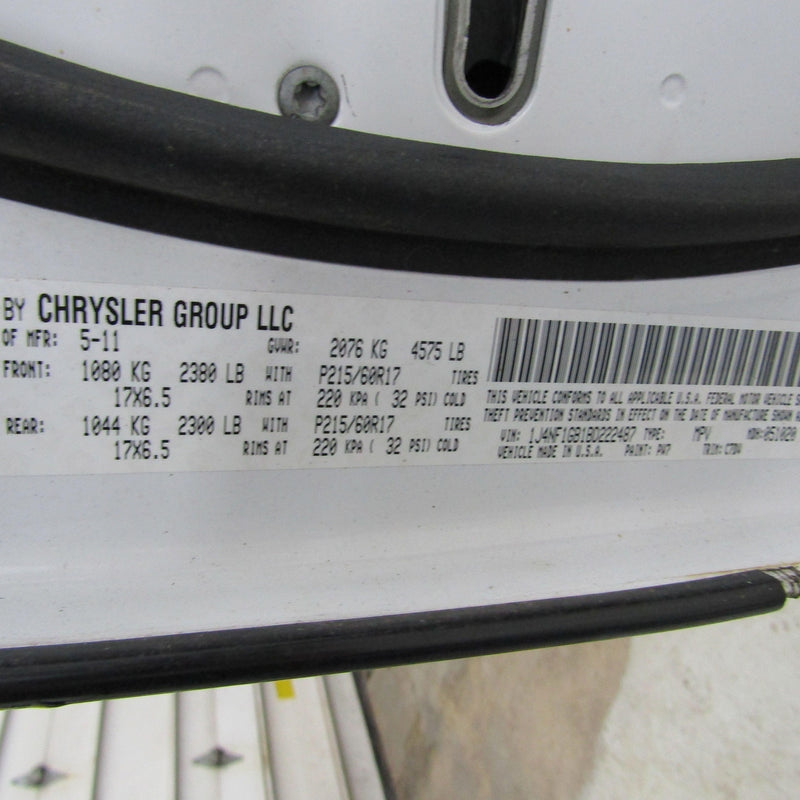 BY CHRYSLER GROUP LLC
OF MFR: 5-11 GVWR: 2076 KG 4575 LB
FRONT: 1080 KG 2380 LB WITH P215/60R17 TIRES
17X6.5 RIMS AT 220 KPA ( 32 PSI) COLD
REAR: 1044 KG 2300 LB WITH P215/60R17 TIRES
17X6.5 RIMS AT 220 KPA ( 32 PSI) COLD
THIS VEHICLE CONFORMS TO ALL APPLICABLE U.S.A. FEDERAL MOTOR VEHICLE S
THEFT PREVENTION STANDARDS IN EFFECT ON THE DATE OF MANUFACTURE SHOWN A
VIN: 1J4NF1GB1BD222487 TYPE: MPV MDH: 051020
VEHICLE MADE IN U.S.A. PAINT: PW7 TRIM: C7DV